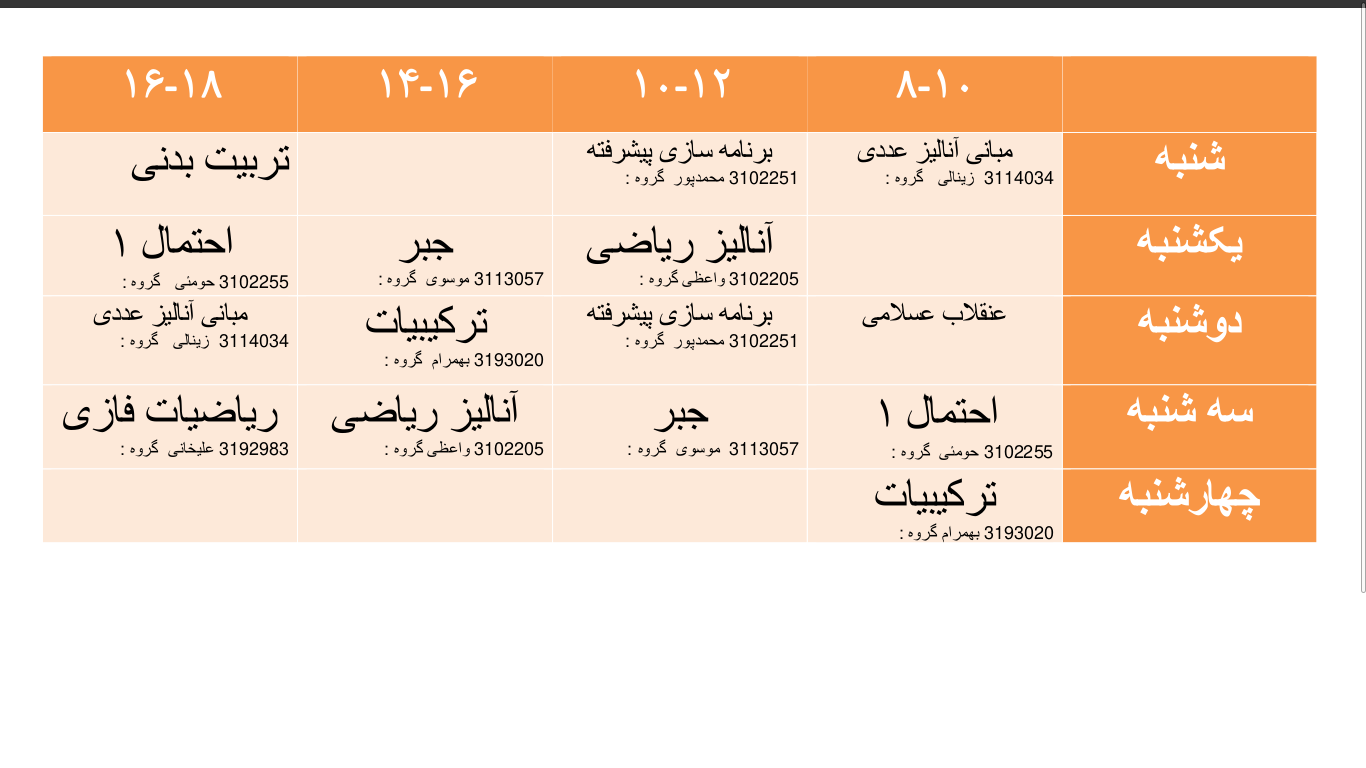 ۸-۱۰
۱۰-۱۲
۱۴-۱۶
۱۶-۱۸
شنبه
مبانی آنالیز عددی
3114034 زینالی گروه :
برنامه سازی پیشرفته
3102251 محمدپور گروه :
تربیت بدنی
یکشنبه
آنالیز ریاضی
3102205 واعظی گروه :
جبر
3113057 موسوی گروه :
احتمال ۱
3102255 حومئی گروه :
دوشنبه
عنقلاب عسلامی
برنامه سازی پیشرفته
3102251 محمدپور گروه :
ترکیبیات
3193020 بهمرام گروه :
مبانی آنالیز عددی
3114034 زینالی گروه :
سه شنبه
احتمال ۱
3102255 حومئی گروه :
جبر
3113057 موسوی گروه :
آنالیز ریاضی
3102205 واعظی گروه :
ریاضیات فازی
3192983 علیخانی گروه :
چهارشنبه
ترکیبیات
3193020 بهمرام گروه :